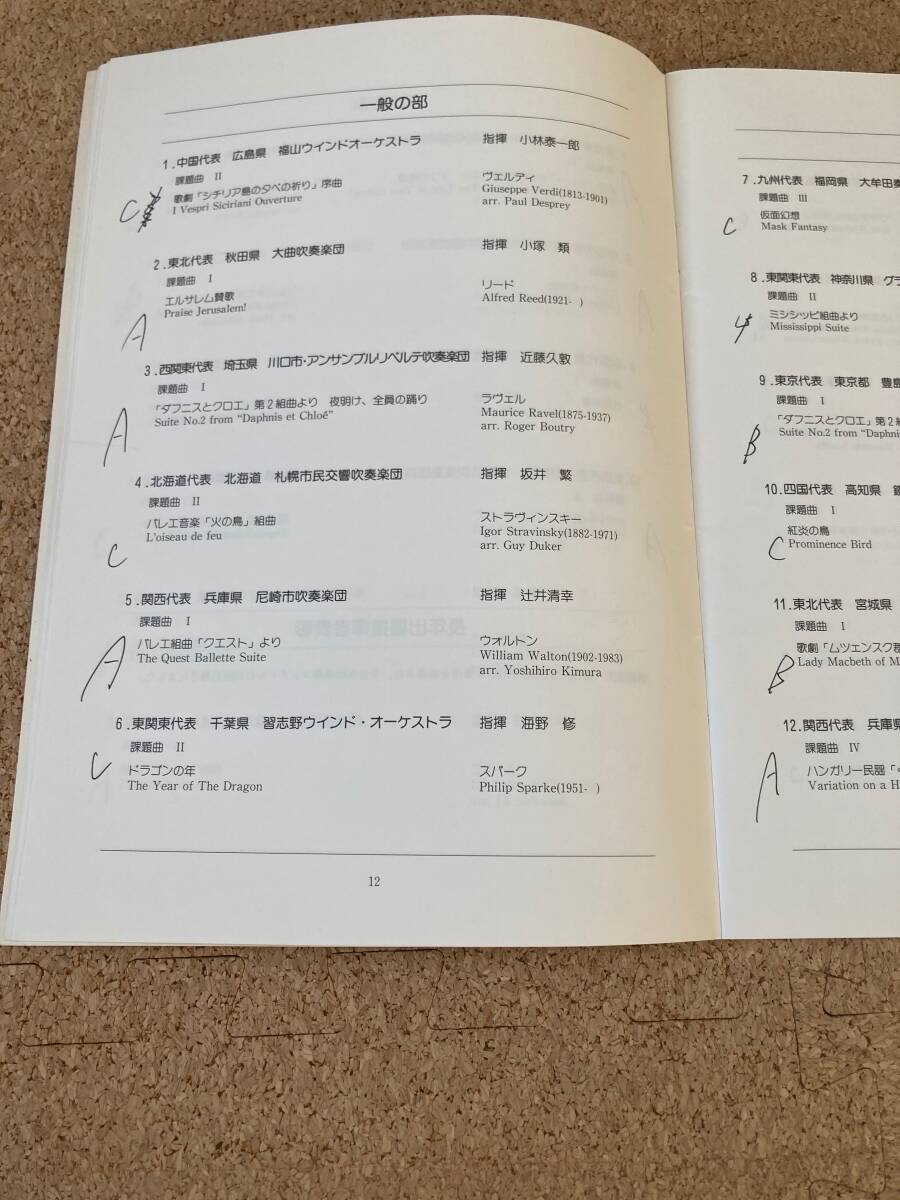 一般の部
1.中国代表 広島県 福山ウインドオーケストラ 指揮 小林泰一郎
課題曲 II
C
歌劇「シチリア島の夕べの祈り」序曲 ヴェルディ
I Vespri Siciriani Ouverture Giuseppe Verdi(1813-1901)
arr. Paul Desprey
2.東北代表 秋田県 大曲吹奏楽団 指揮 小塚 類
課題曲 I
エルサレム賛歌 リード
Praise Jerusalem! Alfred Reed(1921- )
A
3.西関東代表 埼玉県 川口市・アンサンブルリベルテ吹奏楽団 指揮 近藤久敦
課題曲 I
「ダフニスとクロエ」第2組曲より 夜明け、全員の踊り ラヴェル
Suite No.2 from "Daphnis et Chloë" Maurice Ravel(1875-1937)
arr. Roger Boutry
A
4.北海道代表 北海道 札幌市民交響吹奏楽団 指揮 坂井 繁
課題曲 II
バレエ音楽「火の鳥」組曲 ストラヴィンスキー
L'oiseau de feu Igor Stravinsky(1882-1971)
arr. Guy Duker
C
5.関西代表 兵庫県 尼崎市吹奏楽団 指揮 辻井清幸
課題曲 I
バレエ組曲「クエスト」より ウォルトン
The Quest Ballette Suite William Walton(1902-1983)
arr. Yoshihiro Kimura
A
6.東関東代表 千葉県 習志野ウインド・オーケストラ 指揮 海野 修
課題曲 II
C
ドラゴンの年 スパーク
The Year of The Dragon Philip Sparke(1951- )
12
7.九州代表 福岡県 大牟田
課題曲 III
仮面幻想
Mask Fantasy
C
8.東関東代表 神奈川県 グラ
課題曲 II
ミシシッピ組曲より
Mississippi Suite
9.東京代表 東京都 豊島
課題曲 I
「ダフニスとクロエ」第2
Suite No.2 from "Daphni
B
10.四国代表 高知県
課題曲 I
紅炎の鳥
Prominence Bird
C
11.東北代表 宮城県
課題曲 I
歌劇「ムツェンスク
Lady Macbeth of M
B
12.関西代表 兵庫県
課題曲 IV
ハンガリー民謡「
Variation on a H
A